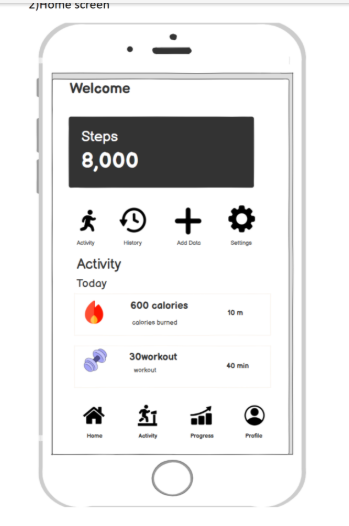 2)Home screen
Welcome
Steps
8,000
Activity History Add Data Settings
Activity
Today
600 calories
calories burned
10 m
30workout
workout
40 min
Home Activity Progress Profile